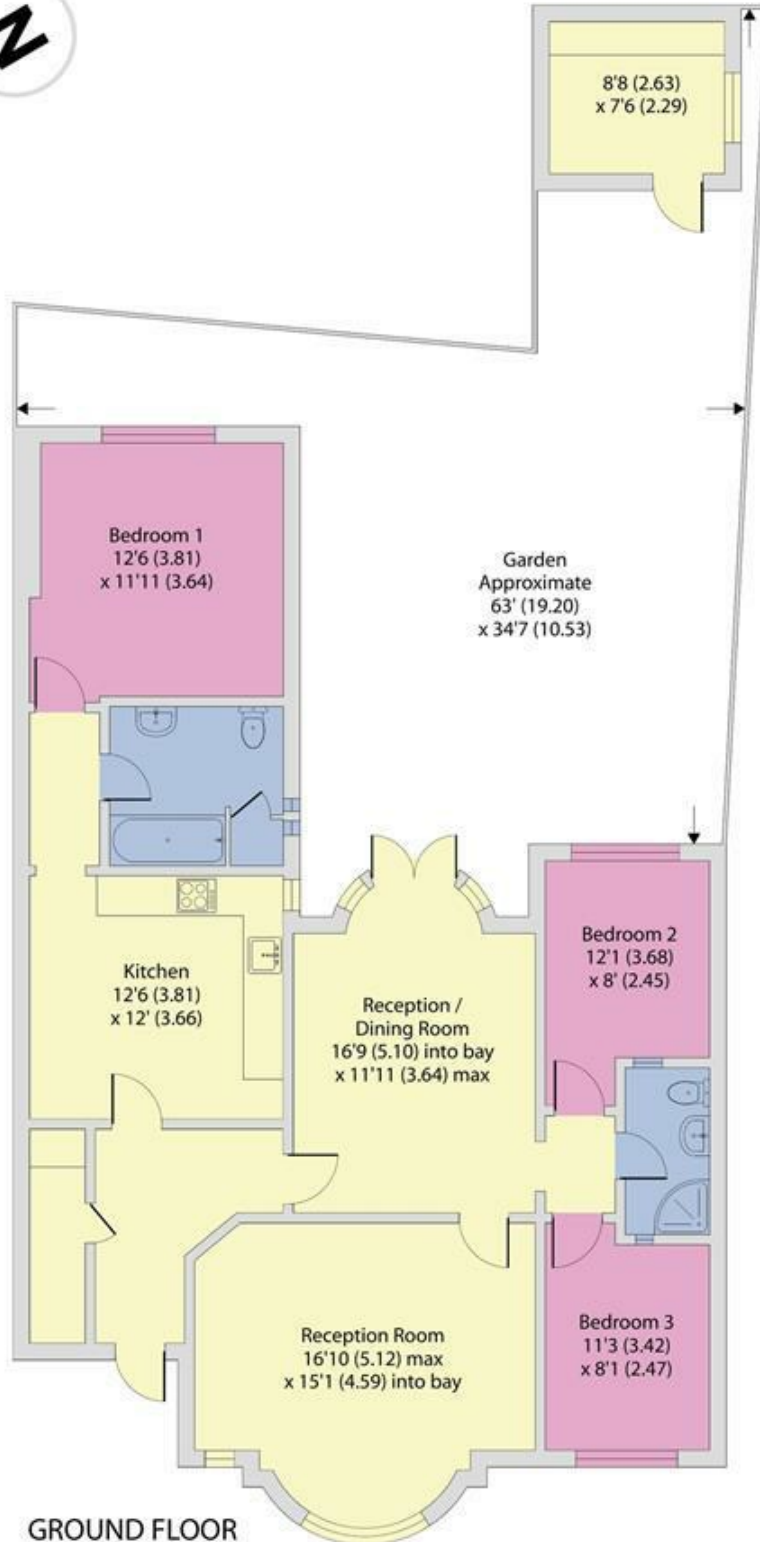 N
8'8 (2.63)
x 7'6 (2.29)
Bedroom 1
12'6 (3.81)
x 11'11 (3.64)
Garden
Approximate
63' (19.20)
x 34'7 (10.53)
Bedroom 2
12'1 (3.68)
x 8' (2.45)
Kitchen
12'6 (3.81)
x 12' (3.66)
Reception /
Dining Room
16'9 (5.10) into bay
x 11'11 (3.64) max
Reception Room
16'10 (5.12) max
x 15'1 (4.59) into bay
Bedroom 3
11'3 (3.42)
x 8'1 (2.47)
GROUND FLOOR